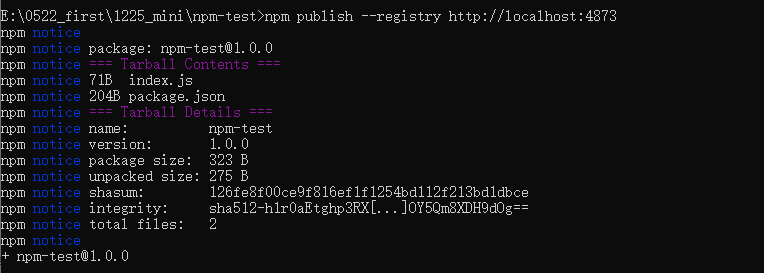 E:\0522_first\1225_mini\npm-test>npm publish --registry http://localhost:4873
npm notice
npm notice package: npm-test@1.0.0
npm notice === Tarball Contents ===
npm notice 71B  index.js
npm notice 204B package.json
npm notice === Tarball Details ===
npm notice name:          npm-test
npm notice version:       1.0.0
npm notice package size:  323 B
npm notice unpacked size: 275 B
npm notice shasum:        126fe8f00ce9f816ef1f1254bd112f213bd1dbce
npm notice integrity:     sha512-h1r0aEtghp3RX[...]OY5Qm8XDH9dOg==
npm notice total files:   2
npm notice
+ npm-test@1.0.0